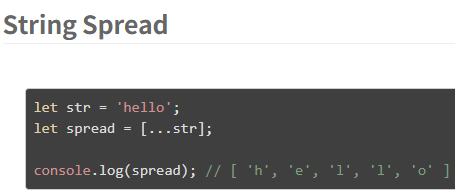 String Spread
let str = 'hello';
let spread = [...str];
console.log(spread); // [ 'h', 'e', 'l', 'l', 'o' ]